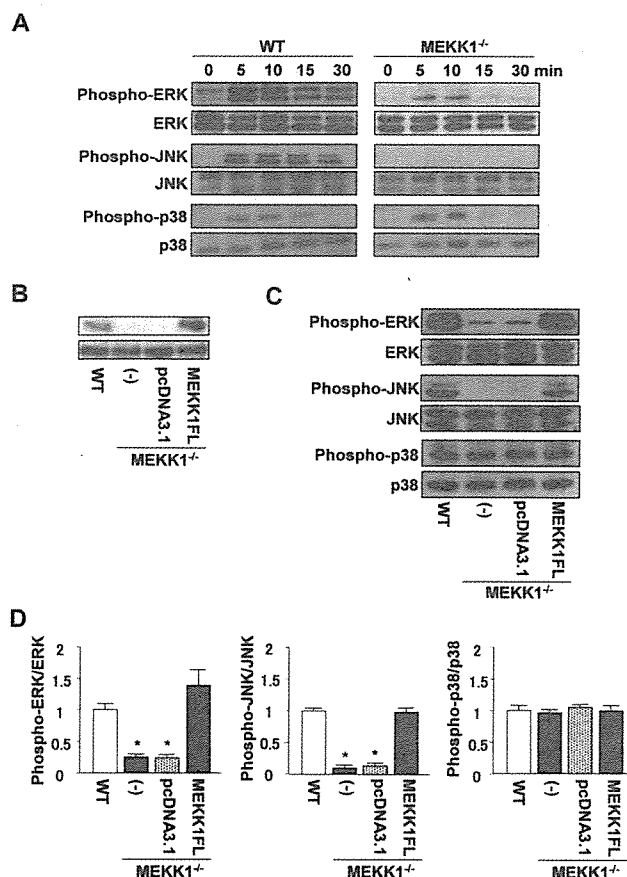 A
WT MEKK1-/-
0 5 10 15 30 0 5 10 15 30 min
Phospho-ERK
ERK
Phospho-JNK
JNK
Phospho-p38
p38
B
WT
(-)
pcDNA3.1
MEKK1FL
MEKK1-/-
C
Phospho-ERK
ERK
Phospho-JNK
JNK
Phospho-p38
p38
WT
(-)
pcDNA3.1
MEKK1FL
MEKK1-/-
D
Phospho-ERK/ERK
2
1.5
1
0.5
0
* *
WT
(-)
pcDNA3.1
MEKK1FL
MEKK1-/-
Phospho-JNK/JNK
2
1.5
1
0.5
0
* *
WT
(-)
pcDNA3.1
MEKK1FL
MEKK1-/-
Phospho-p38/p38
2
1.5
1
0.5
0
WT
(-)
pcDNA3.1
MEKK1FL
MEKK1-/-